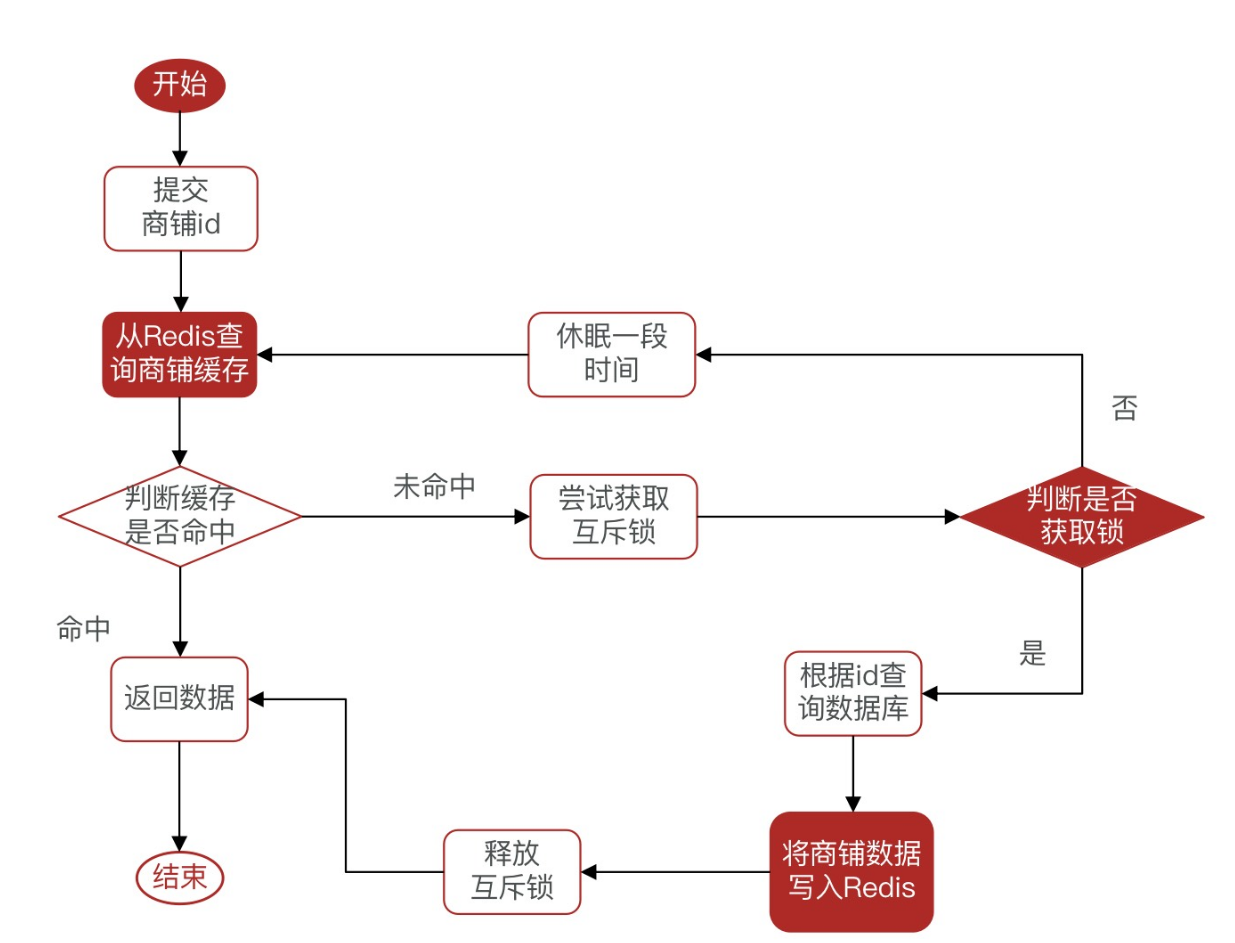 开始
提交
商铺id
从Redis查
询商铺缓存
休眠一段
时间
否
判断缓存
是否命中
未命中
尝试获取
互斥锁
判断是否
获取锁
命中
返回数据
是
根据id查
询数据库
将商铺数据
写入Redis
释放
互斥锁
结束